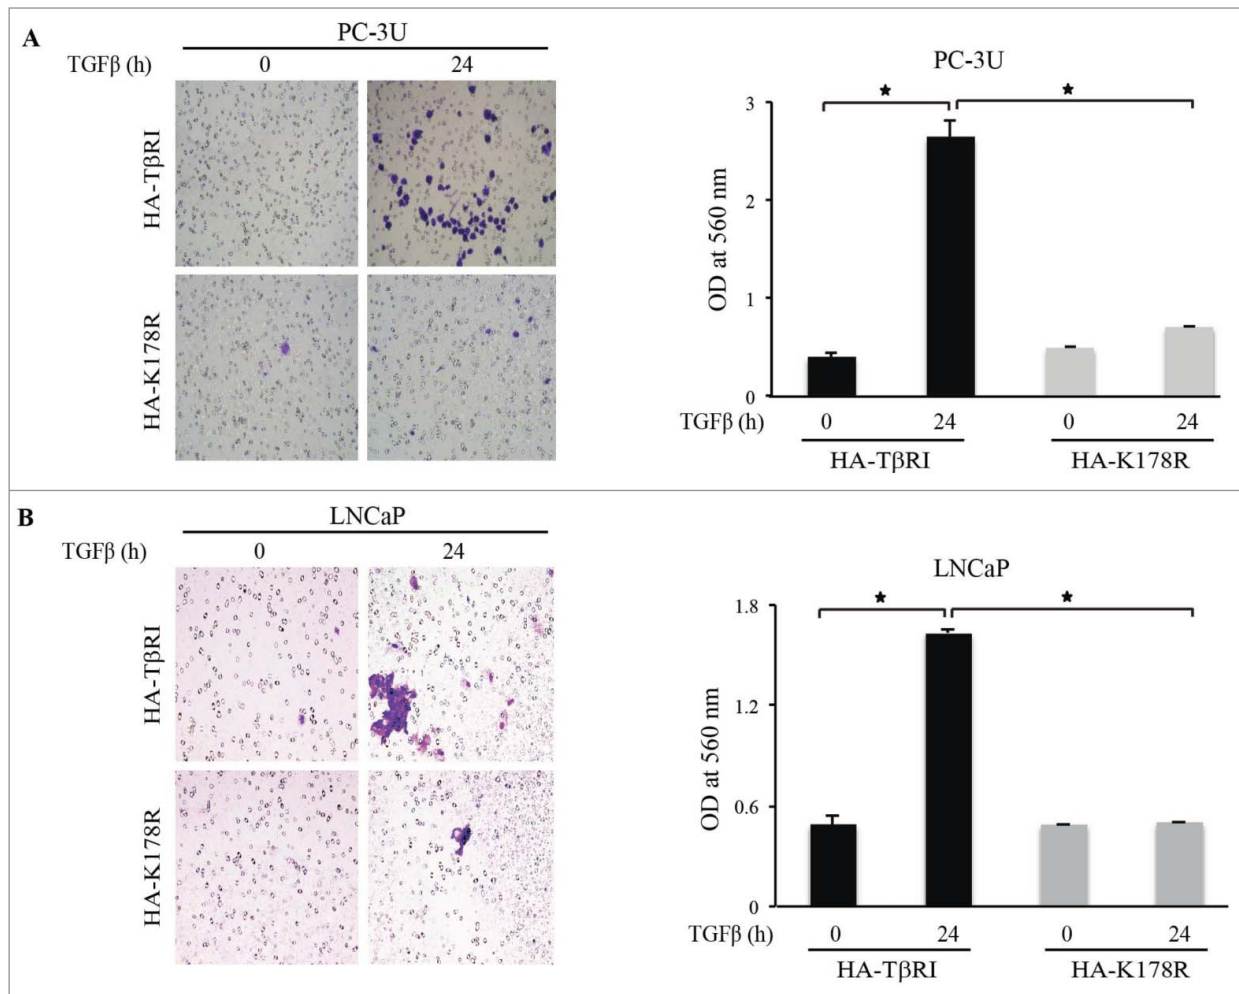 A
PC-3U
TGFβ (h)
0
24
HA-TβRI
HA-K178R
PC-3U
OD at 560 nm
3
2
1
0
★
★
TGFβ (h)
0
24
0
24
HA-TβRI
HA-K178R
B
LNCaP
TGFβ (h)
0
24
HA-TβRI
HA-K178R
LNCaP
OD at 560 nm
1.8
1.2
0.6
0
★
★
TGFβ (h)
0
24
0
24
HA-TβRI
HA-K178R